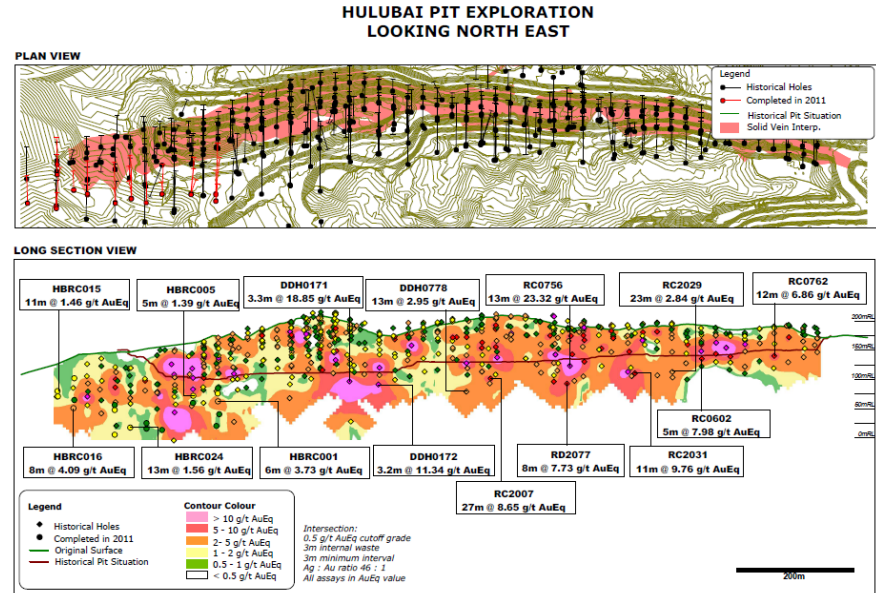 HULUBAI PIT EXPLORATION
LOOKING NORTH EAST
PLAN VIEW
Legend
Historical Holes
Completed in 2011
Historical Pit Situation
Solid Vein Interp.
LONG SECTION VIEW
HBRC015
11m @ 1.46 g/t AuEq
HBRC005
5m @ 1.39 g/t AuEq
DDH0171
3.3m @ 18.85 g/t AuEq
DDH0778
13m @ 2.95 g/t AuEq
RC0756
13m @ 23.32 g/t AuEq
RC2029
23m @ 2.84 g/t AuEq
RC0762
12m @ 6.86 g/t AuEq
200mRL
150mRL
100mRL
50mRL
0mRL
HBRC016
8m @ 4.09 g/t AuEq
HBRC024
13m @ 1.56 g/t AuEq
HBRC001
6m @ 3.73 g/t AuEq
DDH0172
3.2m @ 11.34 g/t AuEq
RC2007
27m @ 8.65 g/t AuEq
RD2077
8m @ 7.73 g/t AuEq
RC2031
11m @ 9.76 g/t AuEq
RC0602
5m @ 7.98 g/t AuEq
Legend
Historical Holes
Completed in 2011
Original Surface
Historical Pit Situation
Contour Colour
> 10 g/t AuEq
5 - 10 g/t AuEq
2- 5 g/t AuEq
1 - 2 g/t AuEq
0.5 - 1 g/t AuEq
< 0.5 g/t AuEq
Intersection:
0.5 g/t AuEq cutoff grade
3m internal waste
3m minimum interval
Ag : Au ratio 46 : 1
All assays in AuEq value
200m